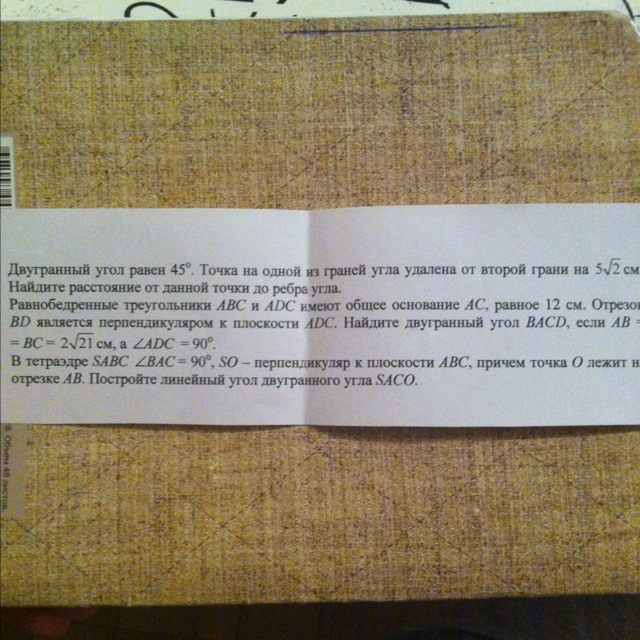 Двугранный угол равен 45°. Точка на одной из граней угла удалена от второй грани на 5√2 см
Найдите расстояние от данной точки до ребра угла.
Равнобедренные треугольники ABC и ADC имеют общее основание AC, равное 12 см. Отрезок
BD является перпендикуляром к плоскости ADC. Найдите двугранный угол BACD, если AB =
= BC = 2√21 см, а ∠ADC = 90°.
В тетраэдре SABC ∠BAC = 90°, SO – перпендикуляр к плоскости ABC, причем точка O лежит н
отрезке AB. Постройте линейный угол двугранного угла SACO.
Объем 48 листов.